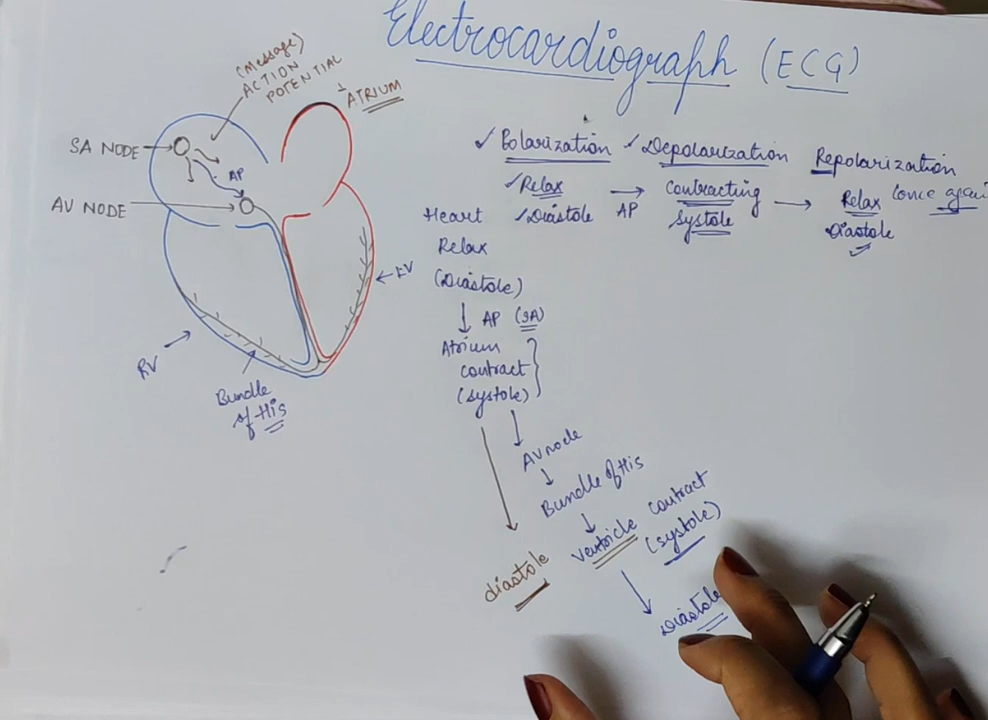 Electrocardiograph (ECG)
(Message)
ACTION
POTENTIAL
ATRIUM
SA NODE
AP
AV NODE
RV
Bundle
of His
✓ Polarization ✓ Depolarization Repolarization
✓ Relax → Contracting → Relax (once again
✓ Diastole AP Systole Diastole ✓
Heart
Relax
(Diastole)
↓ AP (SA)
Atrium
contract
(systole)
AV node
Bundle of His
Ventricle contract
(systole)
diastole
Diastole